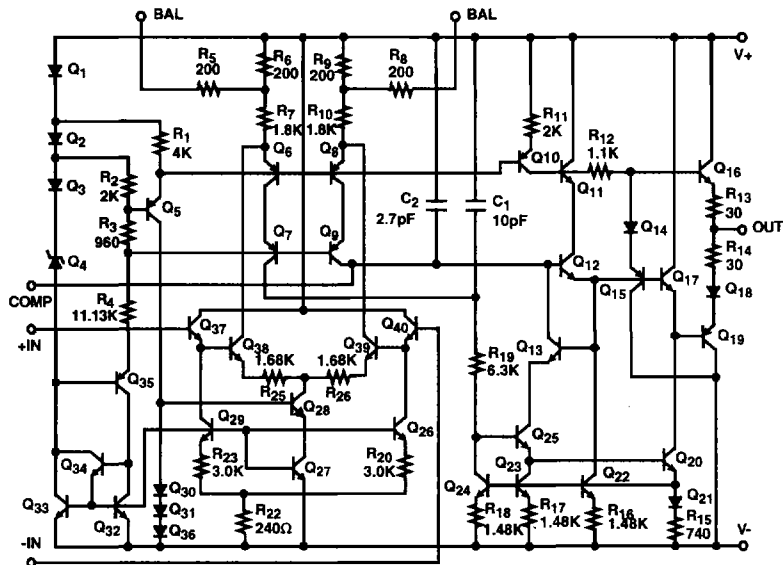 BAL
BAL
V+
R5
200
R6
200
R9
200
R8
200
Q1
Q2
Q3
Q4
R1
4K
R2
2K
R3
960
R4
11.13K
Q5
R7
1.8K
R10
1.8K
Q6
Q8
Q7
Q9
C2
2.7pF
C1
10pF
R11
2K
Q10
R12
1.1K
Q11
Q16
R13
30
OUT
R14
30
Q14
Q12
Q15
Q17
Q18
Q19
COMP
+IN
Q37
Q38
Q39
Q40
1.68K
R25
1.68K
R26
Q28
R19
6.3K
Q13
Q35
Q29
Q26
R23
3.0K
R20
3.0K
Q27
Q25
Q34
Q33
Q32
Q30
Q31
Q36
R22
240Ω
Q24
Q23
Q22
Q20
Q21
R18
1.48K
R17
1.48K
R16
1.48K
R15
740
V-
-IN